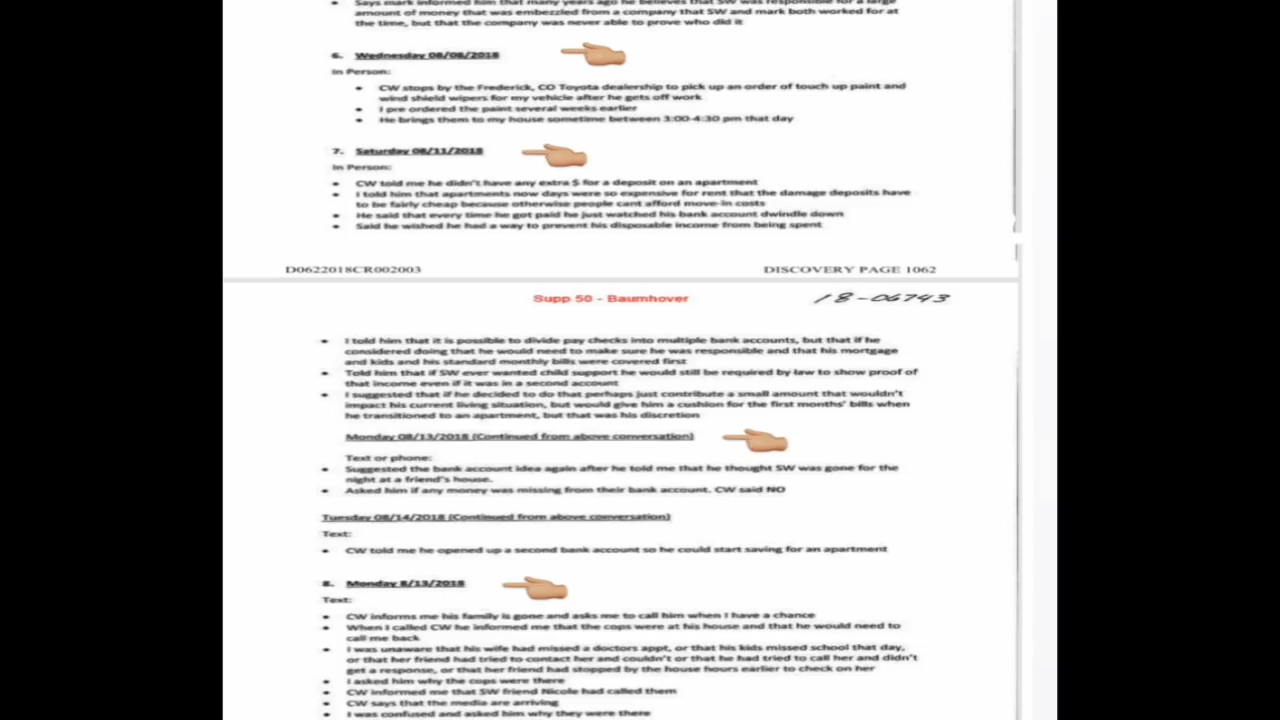 Says mark informed him that many years ago he believes that SW was responsible for a large
amount of money that was embezzled from a company that SW and mark both worked for at
the time, but that the company was never able to prove who did it
6. Wednesday 08/08/2018
In Person:
• CW stops by the Frederick, CO Toyota dealership to pick up an order of touch up paint and
wind shield wipers for my vehicle after he gets off work
• I pre ordered the paint several weeks earlier
• He brings them to my house sometime between 3:00-4:30 pm that day
7. Saturday 08/11/2018
In Person:
• CW told me he didn't have any extra $ for a deposit on an apartment
• I told him that apartments now days were so expensive for rent that the damage deposits have
to be fairly cheap because otherwise people cant afford move-in costs
• He said that every time he got paid he just watched his bank account dwindle down
• Said he wished he had a way to prevent his disposable income from being spent
D0622018CR002003 DISCOVERY PAGE 1062
Supp 50 - Baumhover 18-06743
• I told him that it is possible to divide pay checks into multiple bank accounts, but that if he
considered doing that he would need to make sure he was responsible and that his mortgage
and kids and his standard monthly bills were covered first
• Told him that if SW ever wanted child support he would still be required by law to show proof of
that income even if it was in a second account
• I suggested that if he decided to do that perhaps just contribute a small amount that wouldn't
impact his current living situation, but would give him a cushion for the first months' bills when
he transitioned to an apartment, but that was his discretion
Monday 08/13/2018 (Continued from above conversation)
Text or phone:
• Suggested the bank account idea again after he told me that he thought SW was gone for the
night at a friend's house.
• Asked him if any money was missing from their bank account. CW said NO
Tuesday 08/14/2018 (Continued from above conversation)
Text:
• CW told me he opened up a second bank account so he could start saving for an apartment
8. Monday 8/13/2018
Text:
• CW informs me his family is gone and asks me to call him when I have a chance
• When I called CW he informed me that the cops were at his house and that he would need to
call me back
• I was unaware that his wife had missed a doctors appt, or that his kids missed school that day,
or that her friend had tried to contact her and couldn't or that he had tried to call her and didn't
get a response, or that her friend had stopped by the house hours earlier to check on her
• I asked him why the cops were there
• CW informed me that SW friend Nicole had called them
• CW says that the media are arriving
• I was confused and asked him why they were there